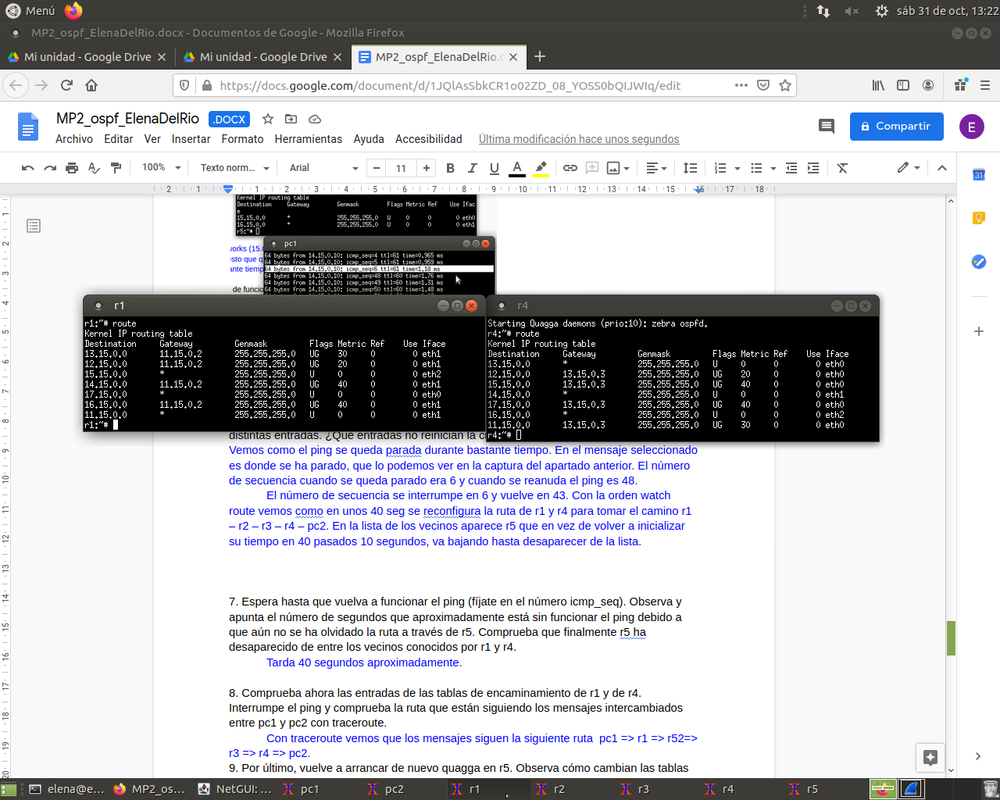 Menú
sáb 31 de oct, 13:22
MP2_ospf_ElenaDelRio.docx - Documentos de Google - Mozilla Firefox
Mi unidad - Google Drive
Mi unidad - Google Drive
MP2_ospf_ElenaDelRio.d
https://docs.google.com/document/d/1JQlAsSbkCR1o02ZD_08_YOSS0bQIJWIq/edit
MP2_ospf_ElenaDelRio
.DOCX
Compartir
E
Archivo Editar Ver Insertar Formato Herramientas Ayuda Accesibilidad Última modificación hace unos segundos
100% Texto norm... Arial 11
2 1 1 2 3 4 5 6 7 8 9 10 11 12 13 14 15 16 17 18
Kernel IP routing table
Destination Gateway Genmask Flags Metric Ref Use Ifac
e
15.15.0.0 * 255.255.255.0 U 0 0 0 eth0
16.15.0.0 * 255.255.255.0 U 0 0 0 eth1
r5:~#
pc1
64 bytes from 14.15.0.10: icmp_seq=4 ttl=61 time=0.965 ms
64 bytes from 14.15.0.10: icmp_seq=5 ttl=61 time=0.959 ms
64 bytes from 14.15.0.10: icmp_seq=6 ttl=61 time=1.18 ms
64 bytes from 14.15.0.10: icmp_seq=48 ttl=60 time=1.76 ms
64 bytes from 14.15.0.10: icmp_seq=49 ttl=60 time=1.31 ms
64 bytes from 14.15.0.10: icmp_seq=50 ttl=60 time=1.48 ms
vorks (15.0
esto que q
ante tiemp
de funcio
r1
r1:~# route
Kernel IP routing table
Destination Gateway Genmask Flags Metric Ref Use Iface
13.15.0.0 11.15.0.2 255.255.255.0 UG 30 0 0 eth1
12.15.0.0 11.15.0.2 255.255.255.0 UG 20 0 0 eth1
15.15.0.0 * 255.255.255.0 U 0 0 0 eth2
14.15.0.0 11.15.0.2 255.255.255.0 UG 40 0 0 eth1
17.15.0.0 * 255.255.255.0 U 0 0 0 eth0
16.15.0.0 11.15.0.2 255.255.255.0 UG 40 0 0 eth1
11.15.0.0 * 255.255.255.0 U 0 0 0 eth1
r1:~#
r4
Starting Quagga daemons (prio:10): zebra ospfd.
r4:~# route
Kernel IP routing table
Destination Gateway Genmask Flags Metric Ref Use Iface
13.15.0.0 * 255.255.255.0 U 0 0 0 eth0
12.15.0.0 13.15.0.3 255.255.255.0 UG 20 0 0 eth0
15.15.0.0 13.15.0.3 255.255.255.0 UG 40 0 0 eth0
14.15.0.0 * 255.255.255.0 U 0 0 0 eth1
17.15.0.0 13.15.0.3 255.255.255.0 UG 40 0 0 eth0
16.15.0.0 * 255.255.255.0 U 0 0 0 eth2
11.15.0.0 13.15.0.3 255.255.255.0 UG 30 0 0 eth0
r4:~#
distintas entradas. ¿Qué entradas no reinician la c
Vemos como el ping se queda parada durante bastante tiempo. En el mensaje seleccionado
es donde se ha parado, que lo podemos ver en la captura del apartado anterior. El número
de secuencia cuando se queda parado era 6 y cuando se reanuda el ping es 48.
El número de secuencia se interrumpe en 6 y vuelve en 43. Con la orden watch
route vemos como en unos 40 seg se reconfigura la ruta de r1 y r4 para tomar el camino r1
– r2 – r3 – r4 – pc2. En la lista de los vecinos aparece r5 que en vez de volver a inicializar
su tiempo en 40 pasados 10 segundos, va bajando hasta desaparecer de la lista.
7. Espera hasta que vuelva a funcionar el ping (fíjate en el número icmp_seq). Observa y
apunta el número de segundos que aproximadamente está sin funcionar el ping debido a
que aún no se ha olvidado la ruta a través de r5. Comprueba que finalmente r5 ha
desaparecido de entre los vecinos conocidos por r1 y r4.
Tarda 40 segundos aproximadamente.
8. Comprueba ahora las entradas de las tablas de encaminamiento de r1 y de r4.
Interrumpe el ping y comprueba la ruta que están siguiendo los mensajes intercambiados
entre pc1 y pc2 con traceroute.
Con traceroute vemos que los mensajes siguen la siguiente ruta pc1 => r1 => r52=>
r3 => r4 => pc2.
9. Por último, vuelve a arrancar de nuevo quagga en r5. Observa cómo cambian las tablas
elena@e...
MP2_os...
NetGUI: ...
pc1
pc2
r1
r2
r3
r4
r5